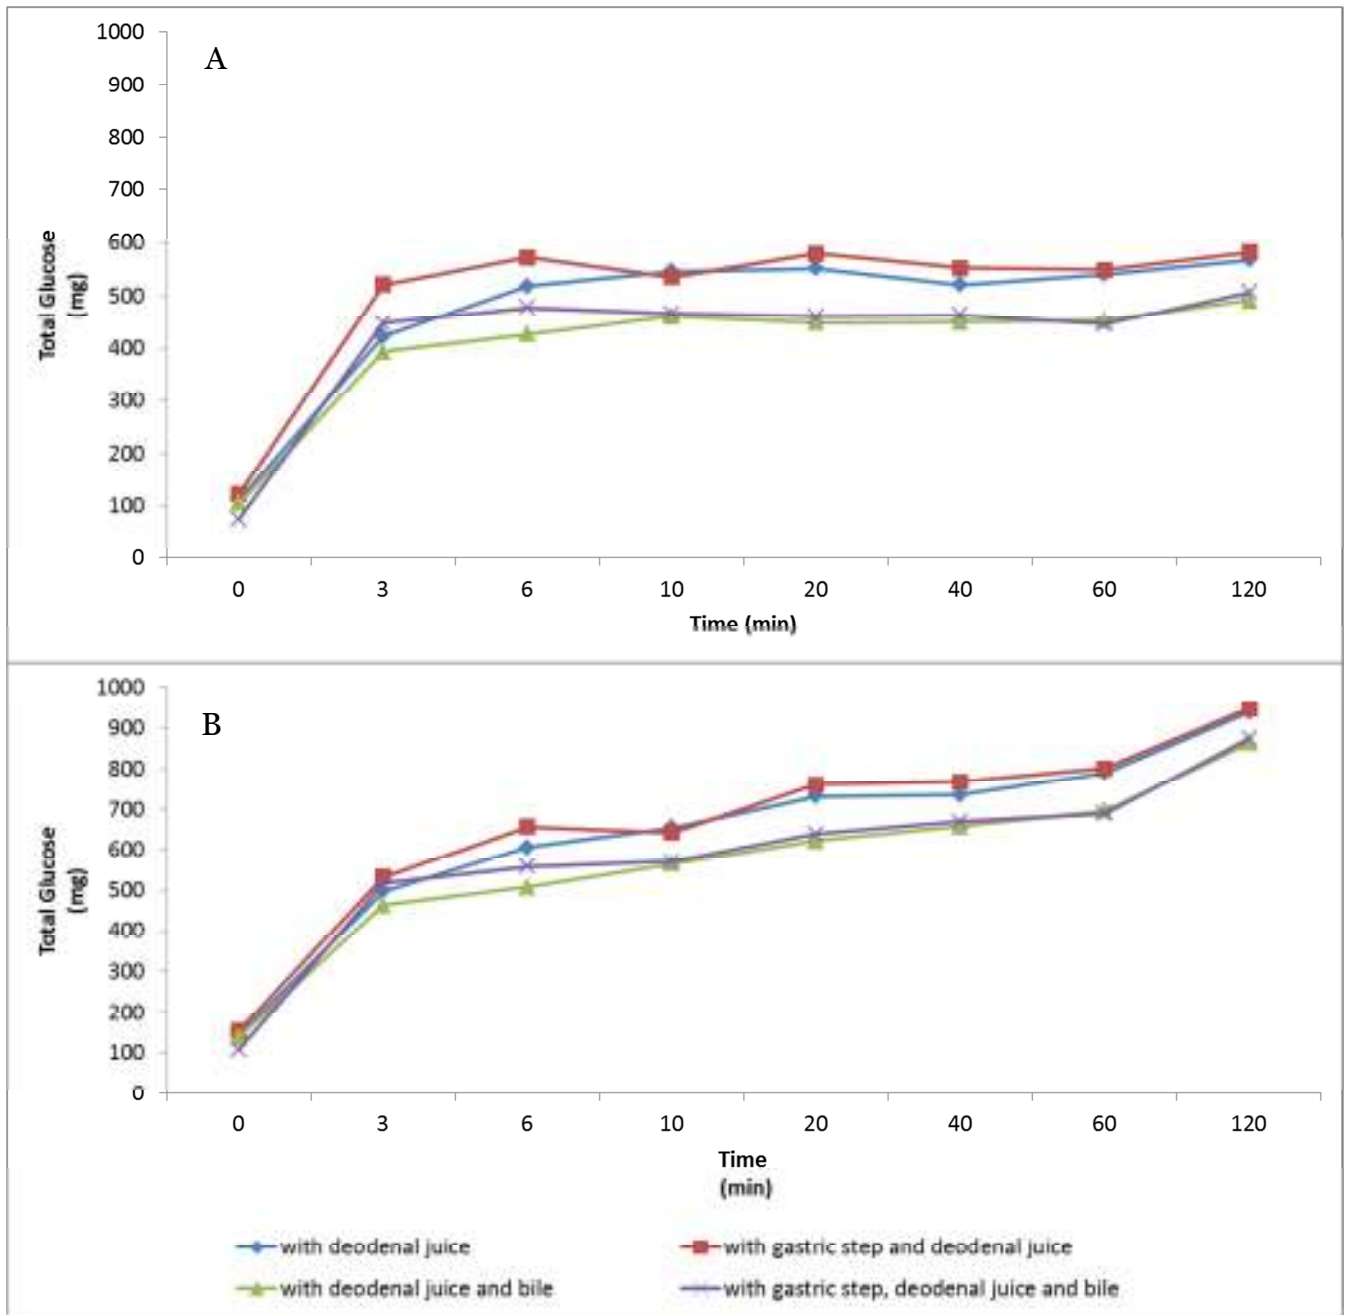 A
1000
900
800
700
600
500
400
300
200
100
0
Total Glucose
(mg)
0 3 6 10 20 40 60 120
Time (min)
B
1000
900
800
700
600
500
400
300
200
100
0
Total Glucose
(mg)
0 3 6 10 20 40 60 120
Time
(min)
with deodenal juice
with gastric step and deodenal juice
with deodenal juice and bile
with gastric step, deodenal juice and bile